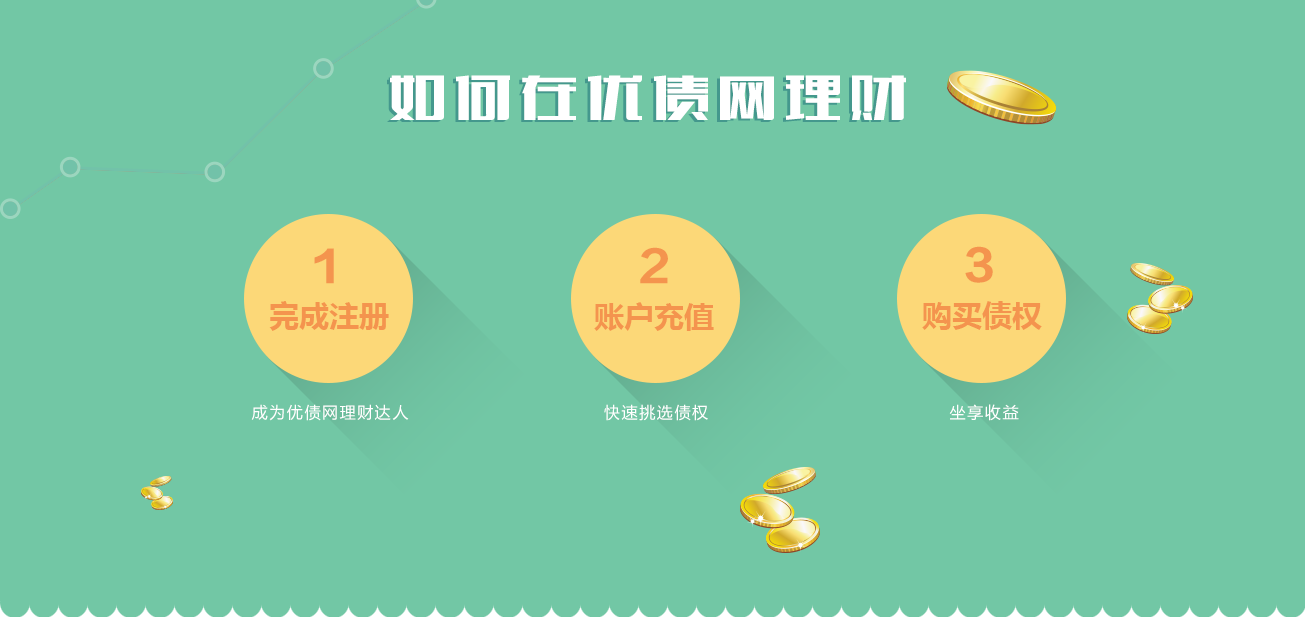 如何在优债网理财
1
完成注册
成为优债网理财达人
2
账户充值
快速挑选债权
3
购买债权
坐享收益